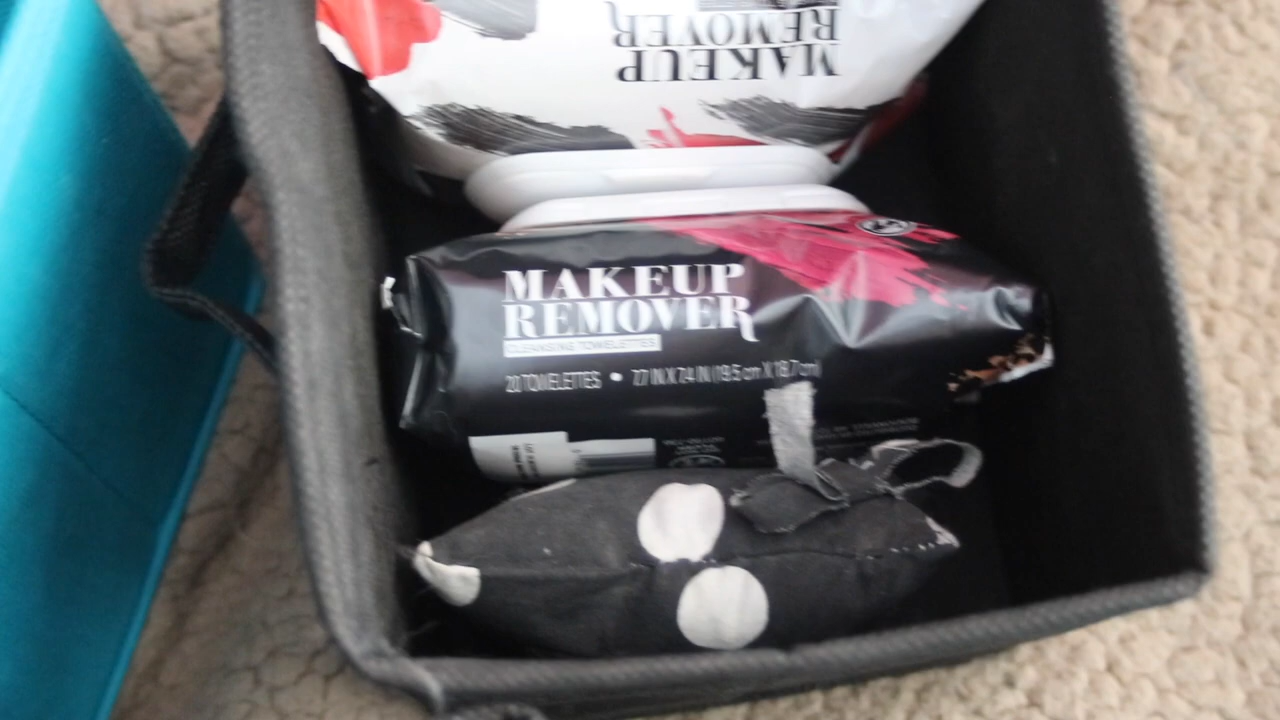 MAKEUP
REMOVER
MAKEUP
REMOVER
CLEANSING TOWELETTES
20 TOWELETTES • 7.7 IN X 7.4 IN (19.5 cm X 18.7 cm)